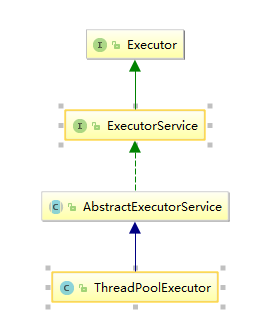 I Executor
I ExecutorService
C AbstractExecutorService
C ThreadPoolExecutor